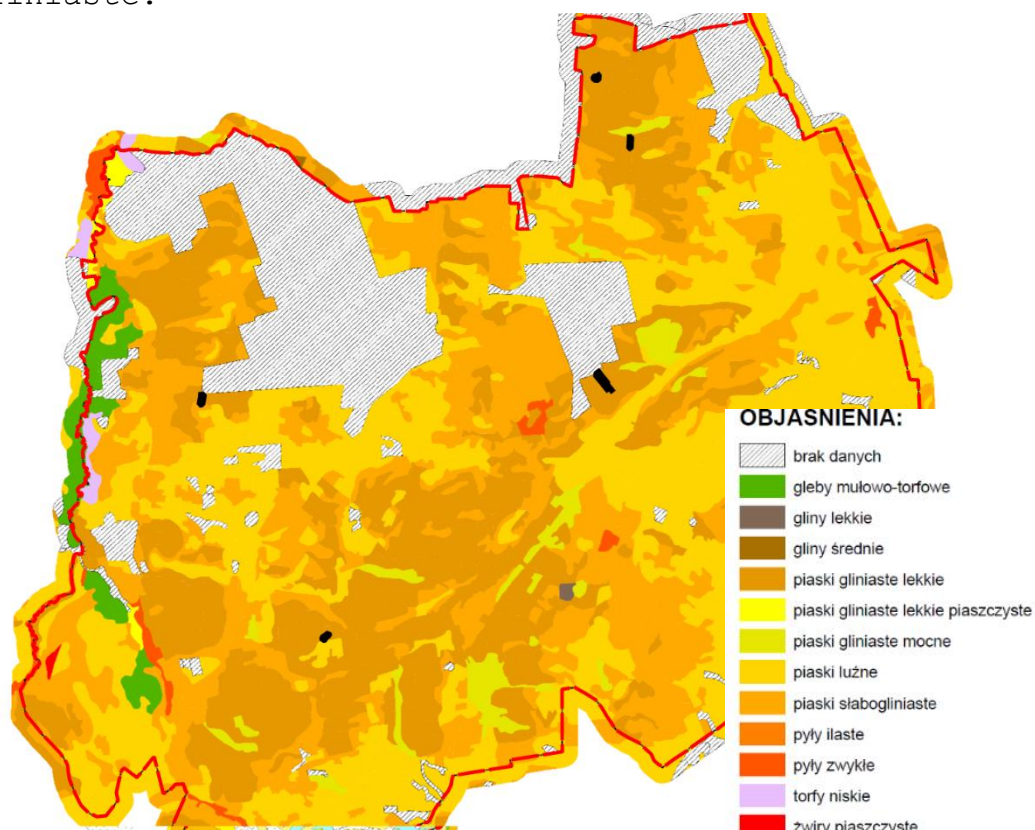 OBJAŚNIENIA:
brak danych
gleby mułowo-torfowe
gliny lekkie
gliny średnie
piaski gliniaste lekkie
piaski gliniaste lekkie piaszczyste
piaski gliniaste mocne
piaski luźne
piaski słabogliniaste
pyły ilaste
pyły zwykłe
torfy niskie
żwiry piaszczyste